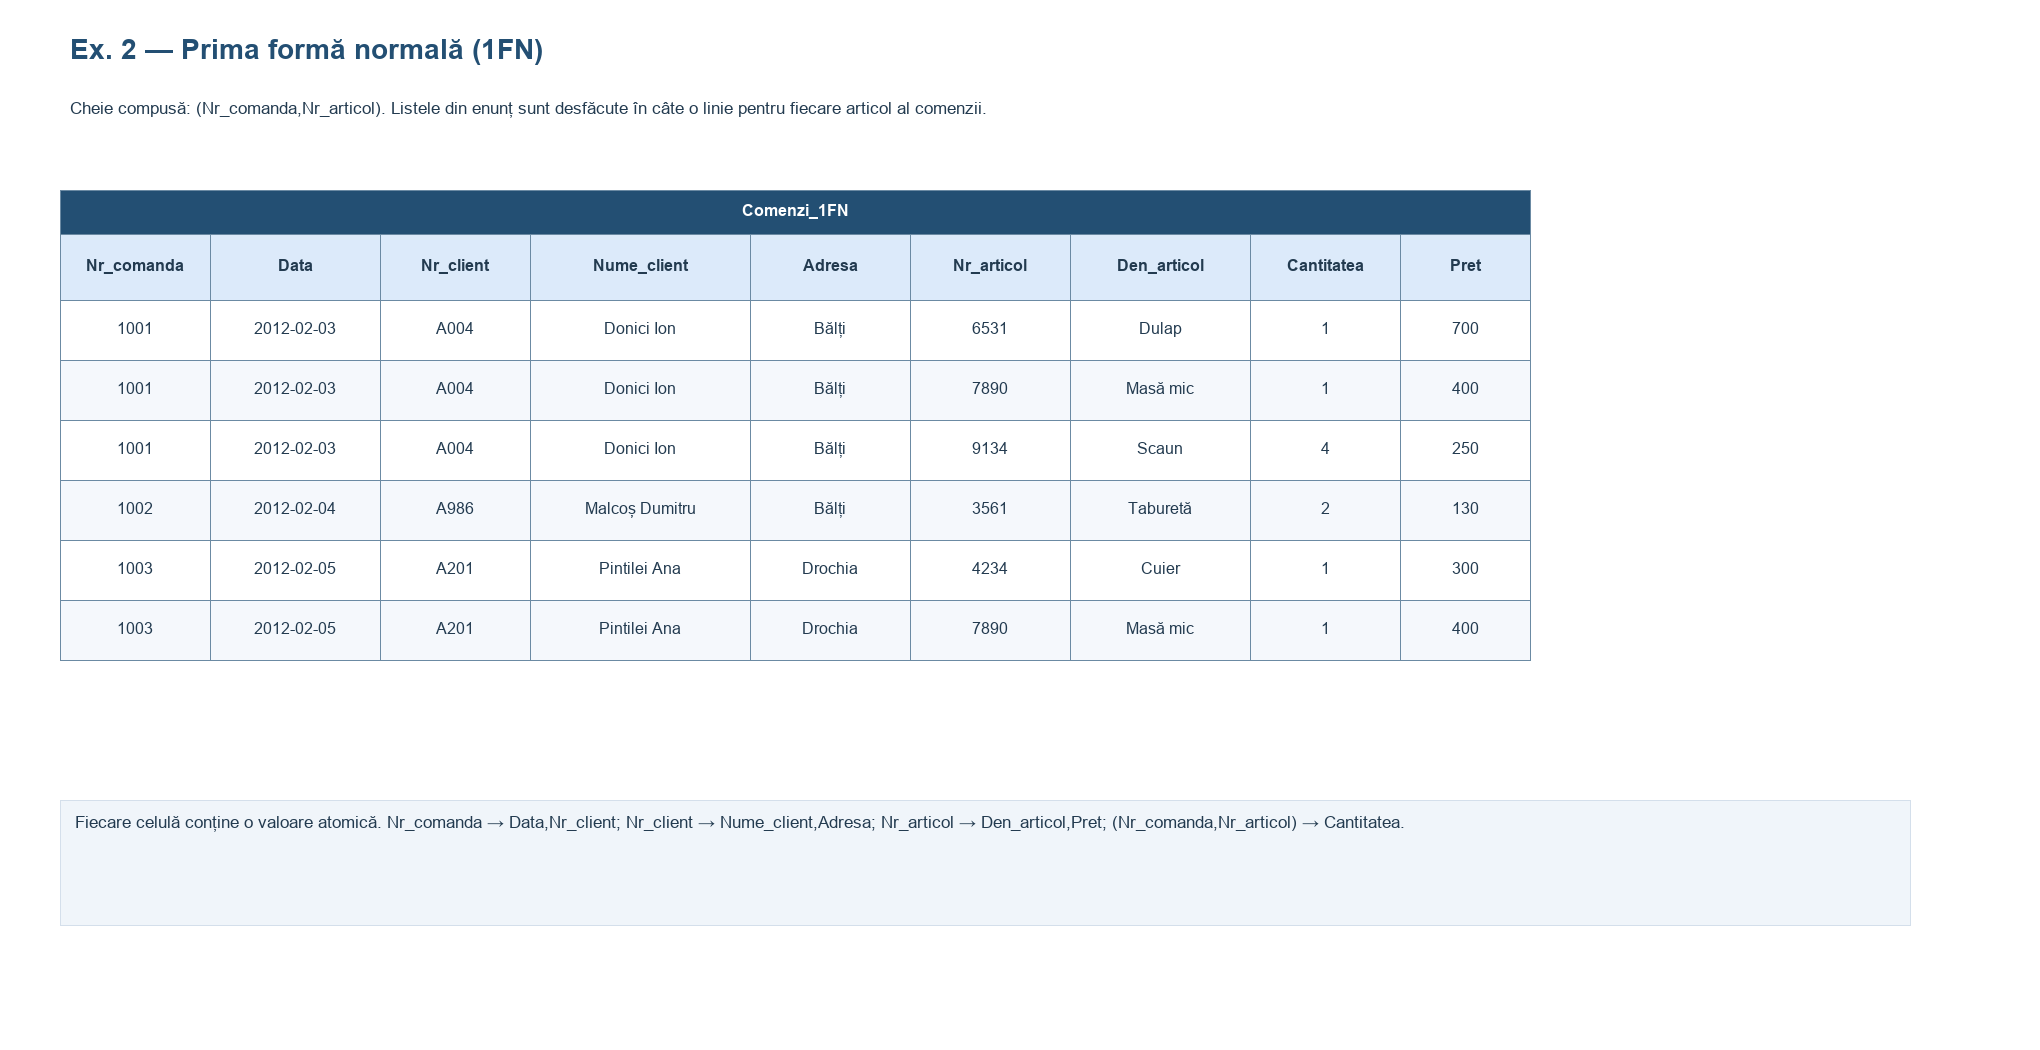 Ex. 2 — Prima formă normală (1FN)
Cheie compusă: (Nr_comanda,Nr_articol). Listele din enunț sunt desfăcute în câte o linie pentru fiecare articol al comenzii.
Comenzi_1FN
Nr_comanda Data Nr_client Nume_client Adresa Nr_articol Den_articol Cantitatea Pret
1001 2012-02-03 A004 Donici Ion Bălți 6531 Dulap 1 700
1001 2012-02-03 A004 Donici Ion Bălți 7890 Masă mic 1 400
1001 2012-02-03 A004 Donici Ion Bălți 9134 Scaun 4 250
1002 2012-02-04 A986 Malcoș Dumitru Bălți 3561 Taburetă 2 130
1003 2012-02-05 A201 Pintilei Ana Drochia 4234 Cuier 1 300
1003 2012-02-05 A201 Pintilei Ana Drochia 7890 Masă mic 1 400
Fiecare celulă conține o valoare atomică. Nr_comanda → Data,Nr_client; Nr_client → Nume_client,Adresa; Nr_articol → Den_articol,Pret; (Nr_comanda,Nr_articol) → Cantitatea.